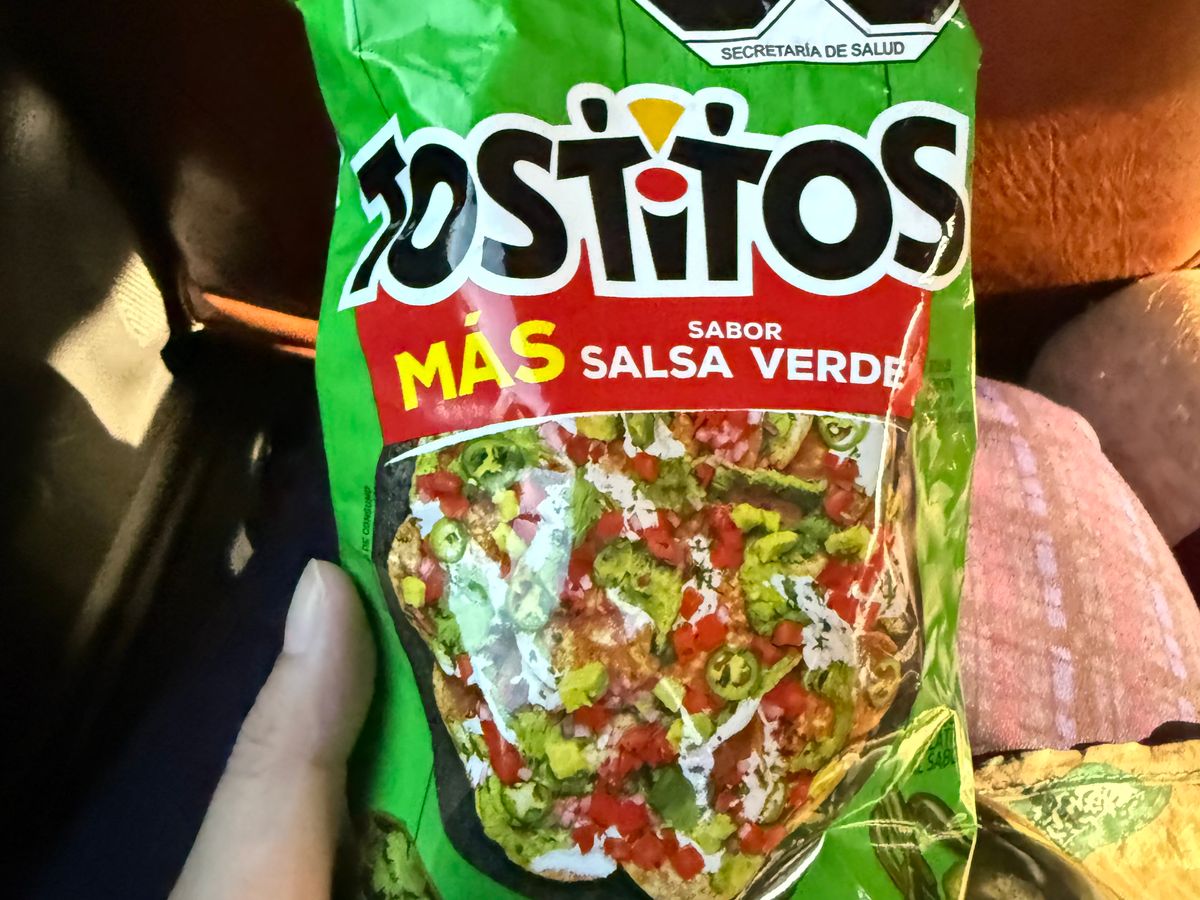 SECRETARÍA DE SALUD
TOSTiTOS
MÁS
SABOR
SALSA VERDE